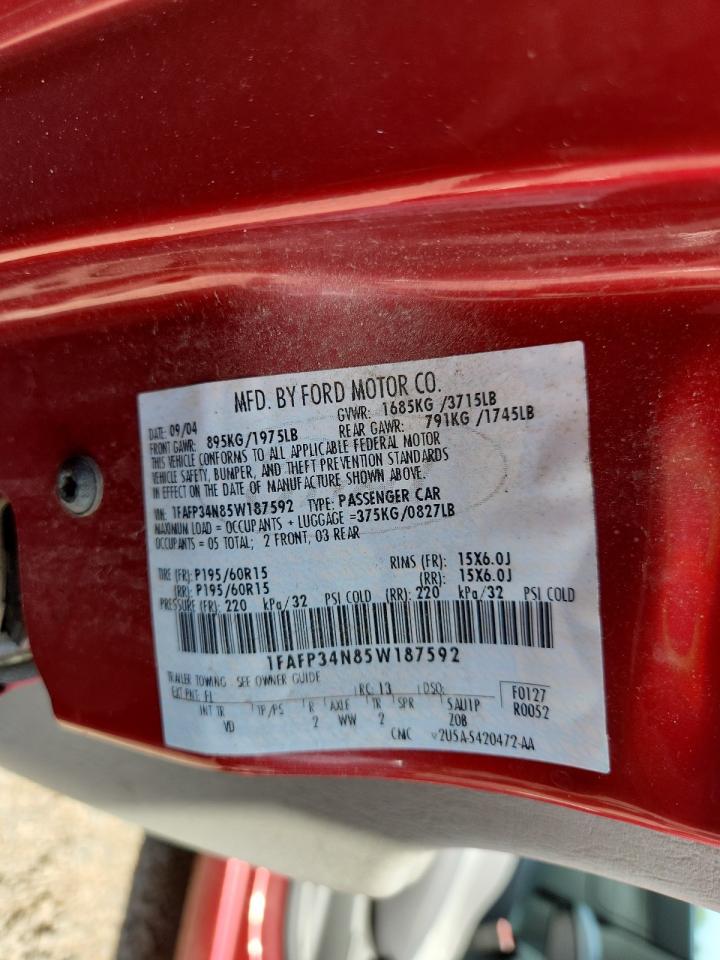 MFD. BY FORD MOTOR CO.
DATE: 09/04 GVWR: 1685KG /3715LB
FRONT GAWR: 895KG/1975LB REAR GAWR: 791KG /1745LB
THIS VEHICLE CONFORMS TO ALL APPLICABLE FEDERAL MOTOR
VEHICLE SAFETY, BUMPER, AND THEFT PREVENTION STANDARDS
IN EFFECT ON THE DATE OF MANUFACTURE SHOWN ABOVE.
VIN: 1FAFP34N85W187592 TYPE: PASSENGER CAR
MAXIMUM LOAD = OCCUPANTS + LUGGAGE =375KG/0827LB
OCCUPANTS = 05 TOTAL; 2 FRONT, 03 REAR
TIRE (FR): P195/60R15 RIMS (FR): 15X6.0J
(RR): P195/60R15 (RR): 15X6.0J
PRESSURE (FR): 220 kPa/32 PSI COLD (RR): 220 kPa/32 PSI COLD
1FAFP34N85W187592
TRAILER TOWING - SEE OWNER GUIDE
EXT PNT: FL RC: 13 DSO: F0127
INT TR TP/PS R AXLE TR SPR 5AU1P R0052
VD 2 WW 2 ZOB
CMC v2U5A-5420472-AA